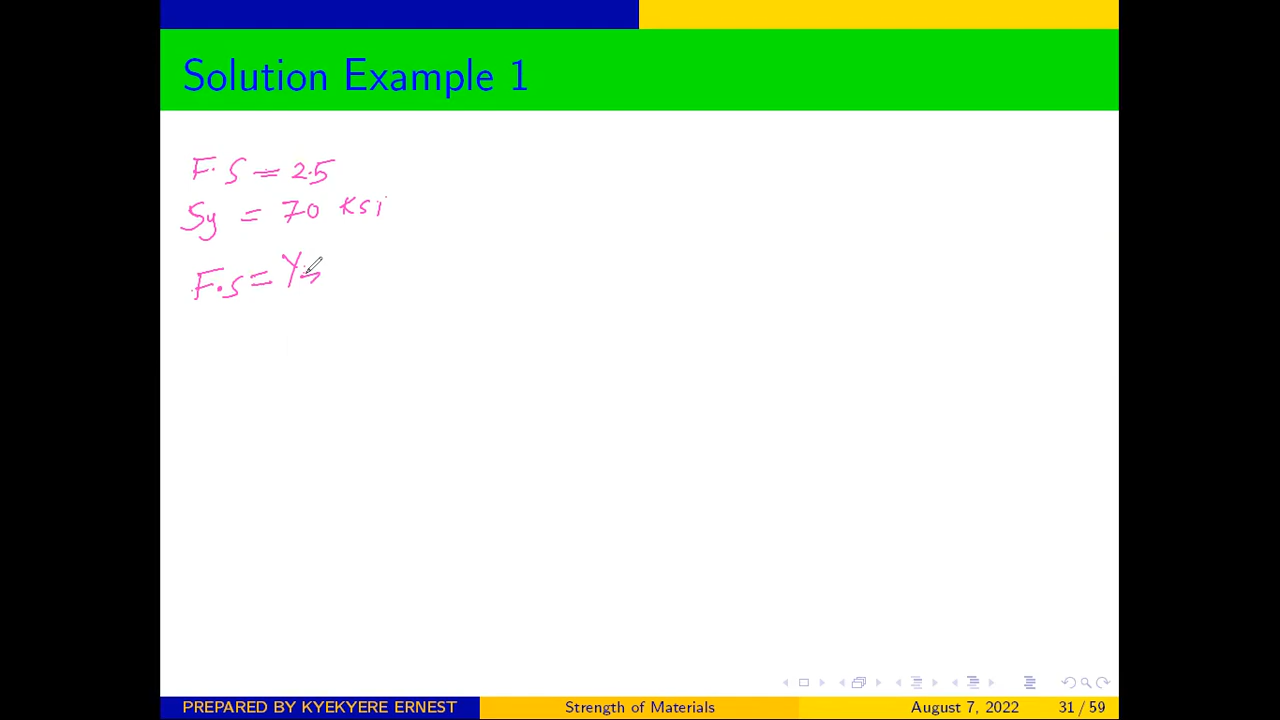 Solution Example 1
F.S = 2.5
Sy = 70 ksi
F.S = Ys
PREPARED BY KYEKYERE ERNEST Strength of Materials August 7, 2022 31 / 59